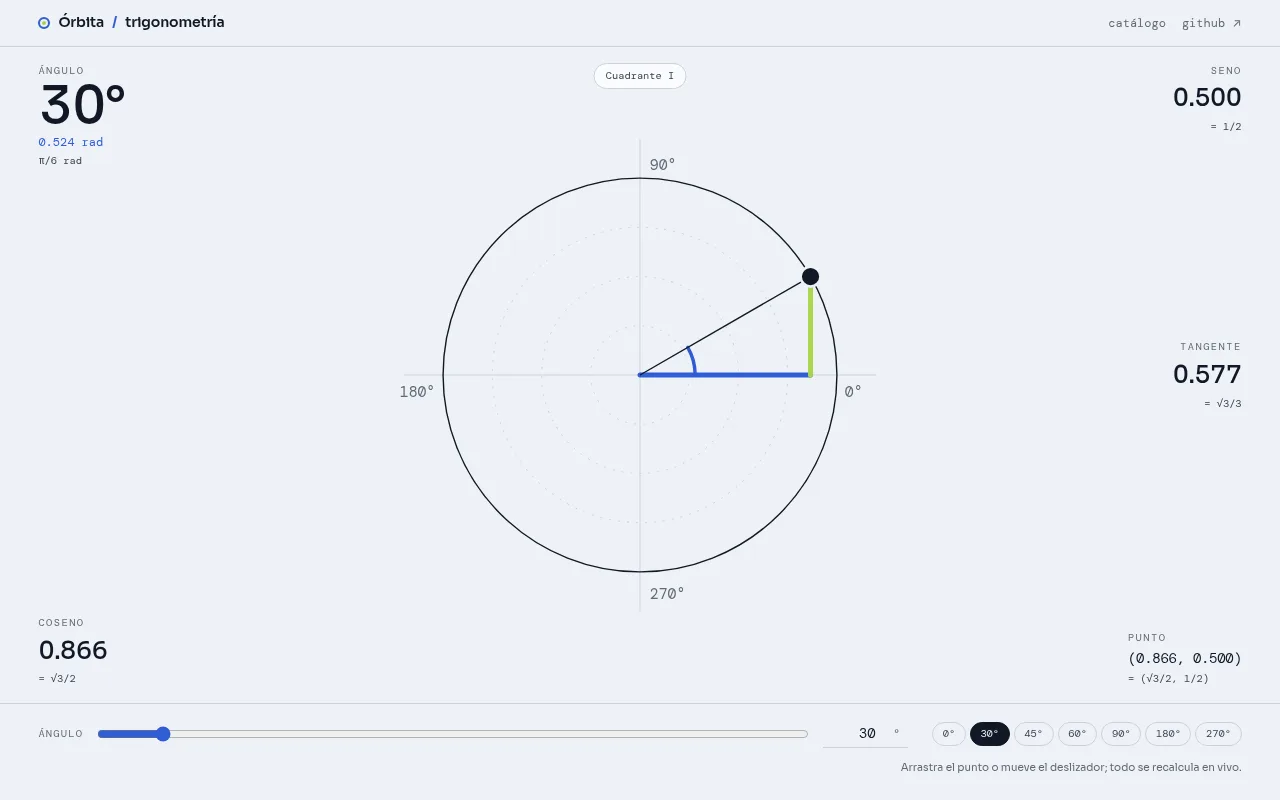 Órbita / trigonometría
catálogo github ↗
ÁNGULO
30°
0.524 rad
π/6 rad
Cuadrante I
SENO
0.500
= 1/2
90°
180°
0°
270°
TANGENTE
0.577
= √3/3
COSENO
0.866
= √3/2
PUNTO
(0.866, 0.500)
= (√3/2, 1/2)
ÁNGULO
30 °
0° 30° 45° 60° 90° 180° 270°
Arrastra el punto o mueve el deslizador; todo se recalcula en vivo.